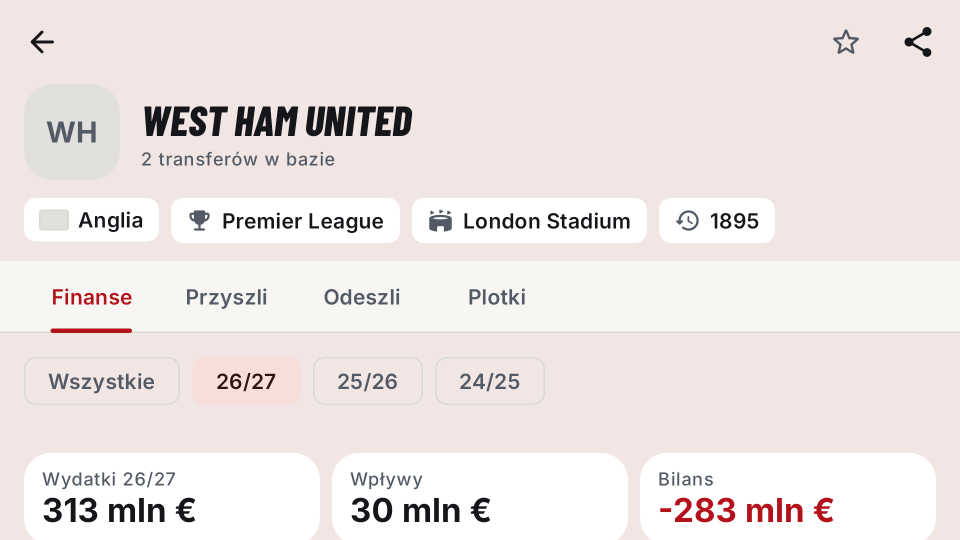 WH
WEST HAM UNITED
2 transferów w bazie
Anglia
Premier League
London Stadium
1895
Finanse
Przyszli
Odeszli
Plotki
Wszystkie
26/27
25/26
24/25
Wydatki 26/27
313 mln €
Wpływy
30 mln €
Bilans
-283 mln €